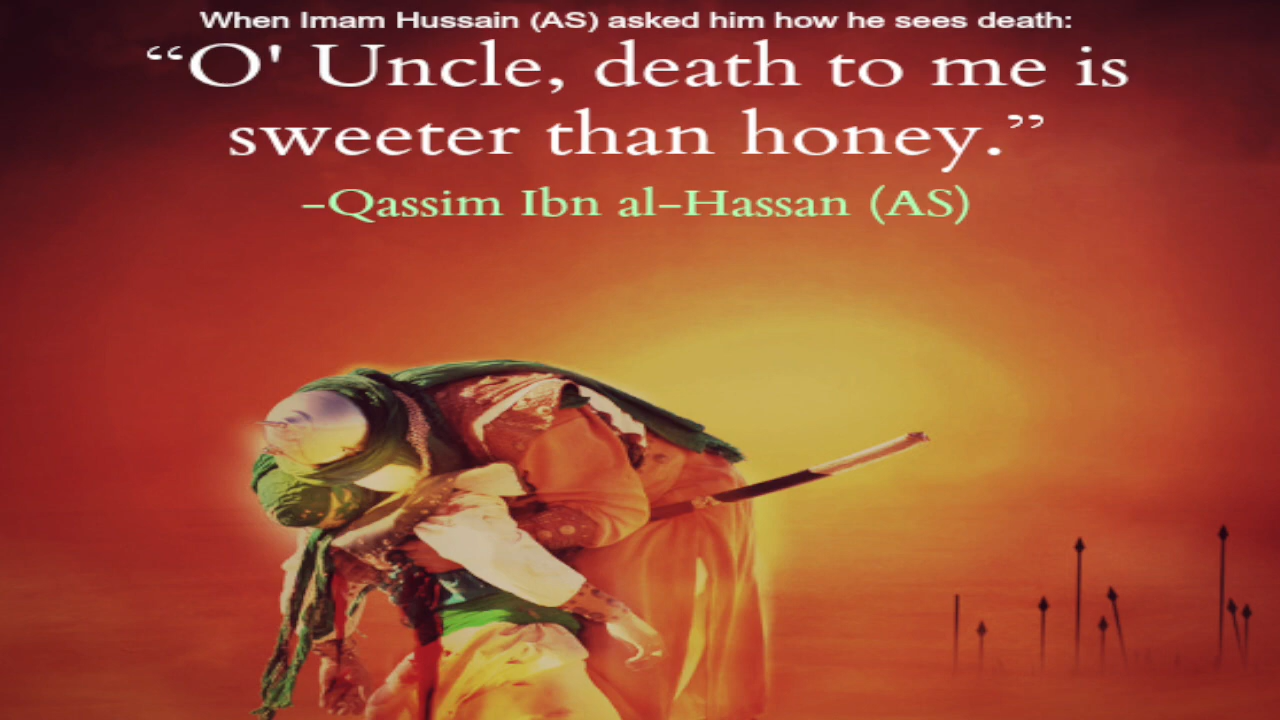 When Imam Hussain (AS) asked him how he sees death:
“O' Uncle, death to me is
sweeter than honey.”
-Qassim Ibn al-Hassan (AS)